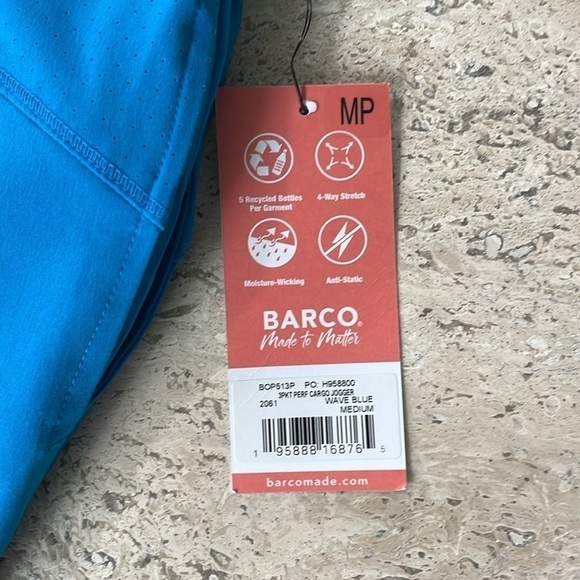 MP
5 Recycled Bottles
Per Garment
4-Way Stretch
Moisture-Wicking
Anti-Static
BARCO®
Made to Matter
BOP513P PO: H958800
3PKT PERF CARGO JOGGER
2061 WAVE BLUE
MEDIUM
1 95888 16876 5
barcomade.com